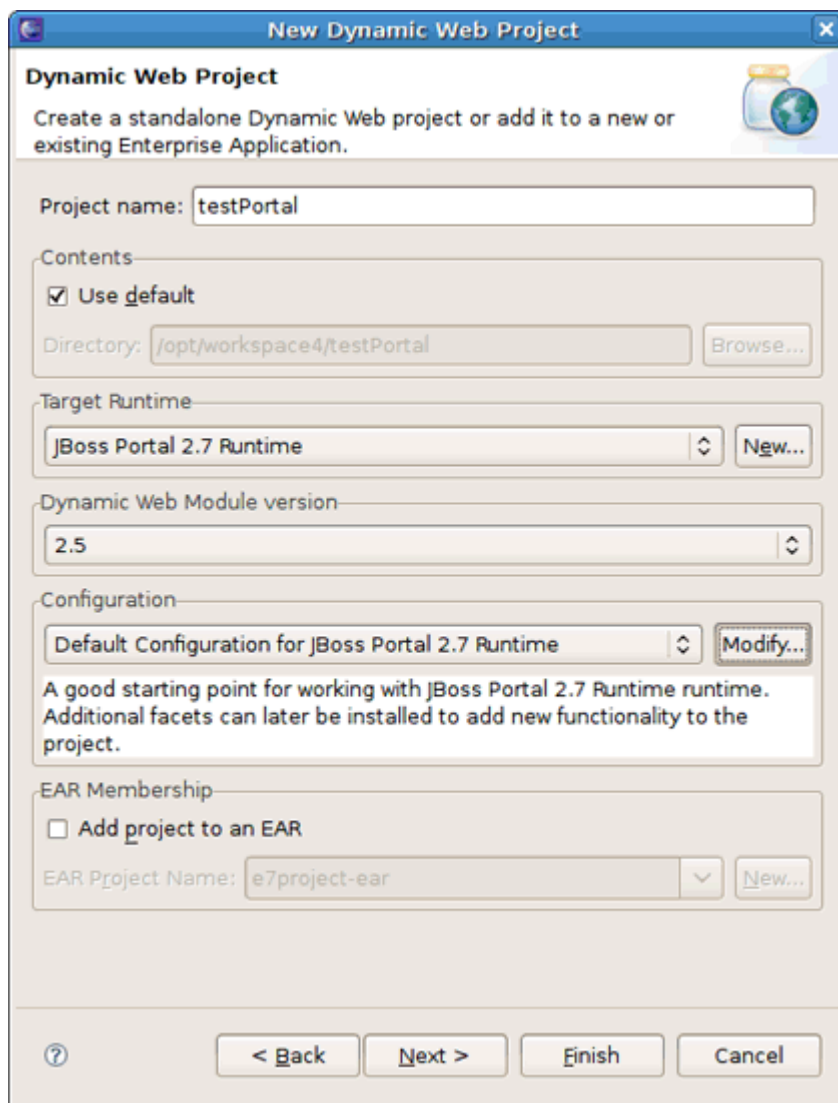 New Dynamic Web Project
Dynamic Web Project
Create a standalone Dynamic Web project or add it to a new or
existing Enterprise Application.
Project name: testPortal
Contents
Use default
Directory: /opt/workspace4/testPortal Browse...
Target Runtime
JBoss Portal 2.7 Runtime New...
Dynamic Web Module version
2.5
Configuration
Default Configuration for JBoss Portal 2.7 Runtime Modify...
A good starting point for working with JBoss Portal 2.7 Runtime runtime.
Additional facets can later be installed to add new functionality to the
project.
EAR Membership
Add project to an EAR
EAR Project Name: e7project-ear New...
< Back Next > Finish Cancel